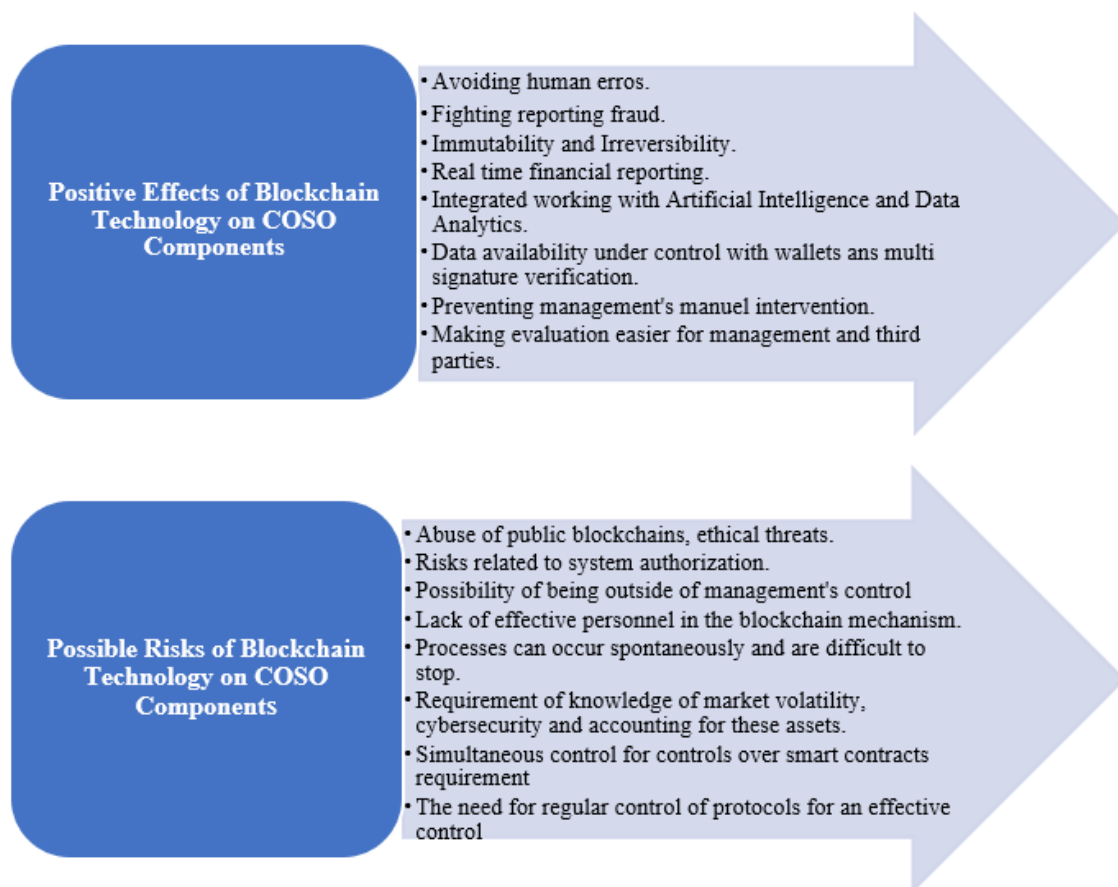 Positive Effects of Blockchain
Technology on COSO
Components
• Avoiding human erros.
• Fighting reporting fraud.
• Immutability and Irreversibility.
• Real time financial reporting.
• Integrated working with Artificial Intelligence and Data
Analytics.
• Data availability under control with wallets ans multi
signature verification.
• Preventing management's manuel intervention.
• Making evaluation easier for management and third
parties.
Possible Risks of Blockchain
Technology on COSO
Components
• Abuse of public blockchains, ethical threats.
• Risks related to system authorization.
• Possibility of being outside of management's control
• Lack of effective personnel in the blockchain mechanism.
• Processes can occur spontaneously and are difficult to
stop.
• Requirement of knowledge of market volatility,
cybersecurity and accounting for these assets.
• Simultaneous control for controls over smart contracts
requirement
• The need for regular control of protocols for an effective
control